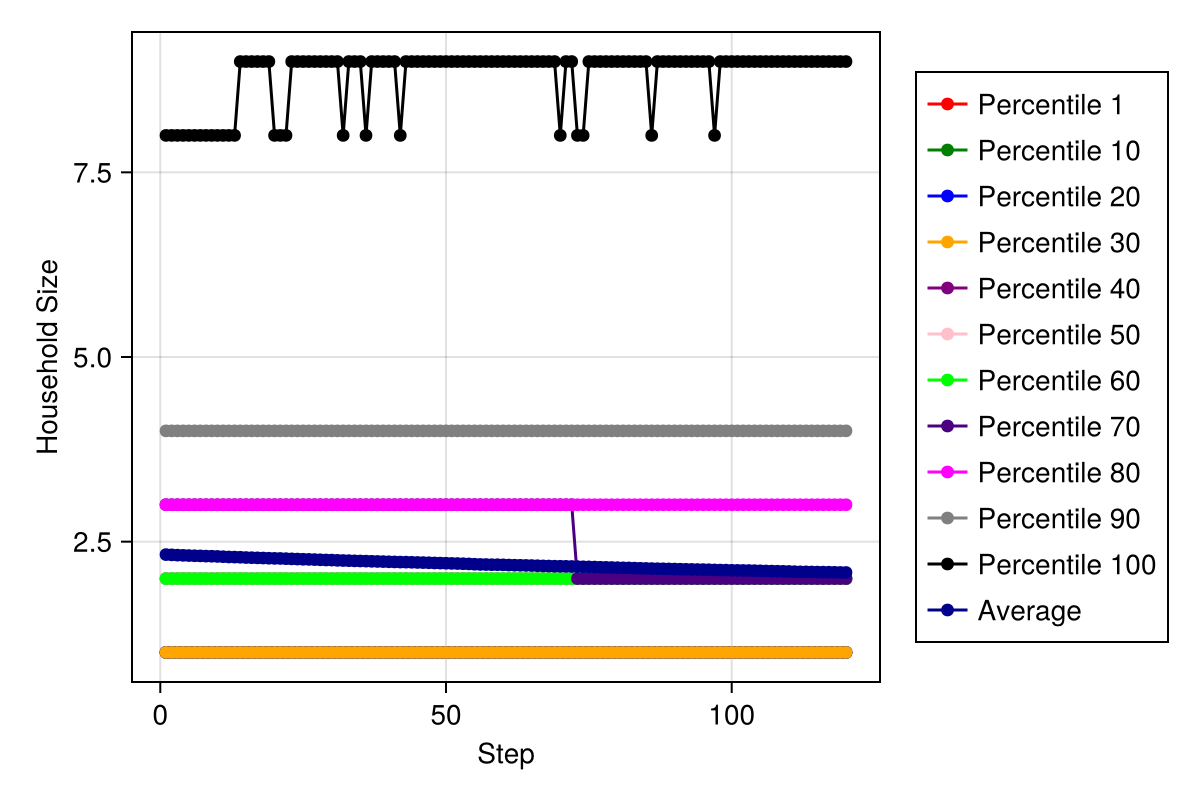 7.5
5.0
2.5
Household Size
0 50 100
Step
Percentile 1
Percentile 10
Percentile 20
Percentile 30
Percentile 40
Percentile 50
Percentile 60
Percentile 70
Percentile 80
Percentile 90
Percentile 100
Average